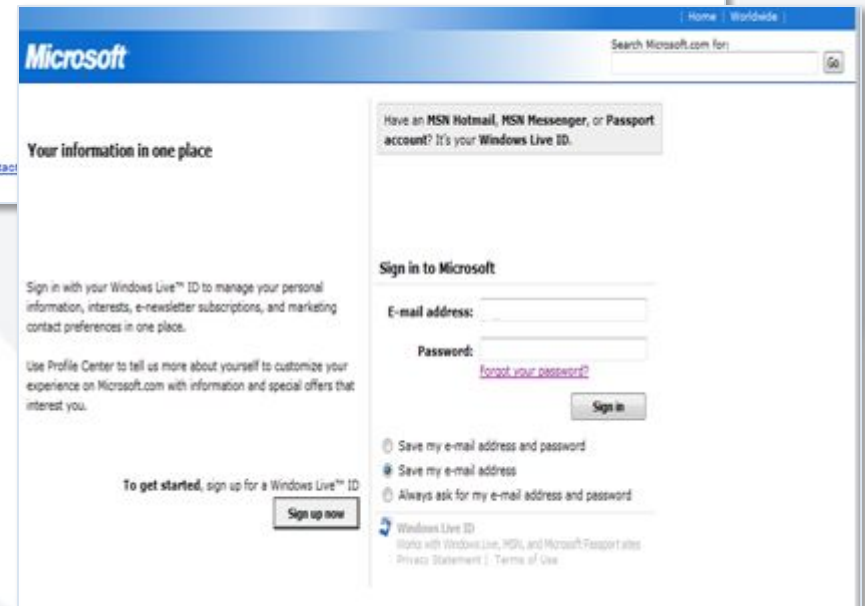 | Home | Worldwide |
Microsoft
Search Microsoft.com for:
Go
Your information in one place
Sign in with your Windows Live™ ID to manage your personal
information, interests, e-newsletter subscriptions, and marketing
contact preferences in one place.
Use Profile Center to tell us more about yourself to customize your
experience on Microsoft.com with information and special offers that
interest you.
To get started, sign up for a Windows Live™ ID
Sign up now
Have an MSN Hotmail, MSN Messenger, or Passport
account? It's your Windows Live ID.
Sign in to Microsoft
E-mail address:
Password:
Forgot your password?
Sign in
Save my e-mail address and password
Save my e-mail address
Always ask for my e-mail address and password
Windows Live ID
Works with Windows Live, MSN, and Microsoft Passport sites
Privacy Statement | Terms of Use